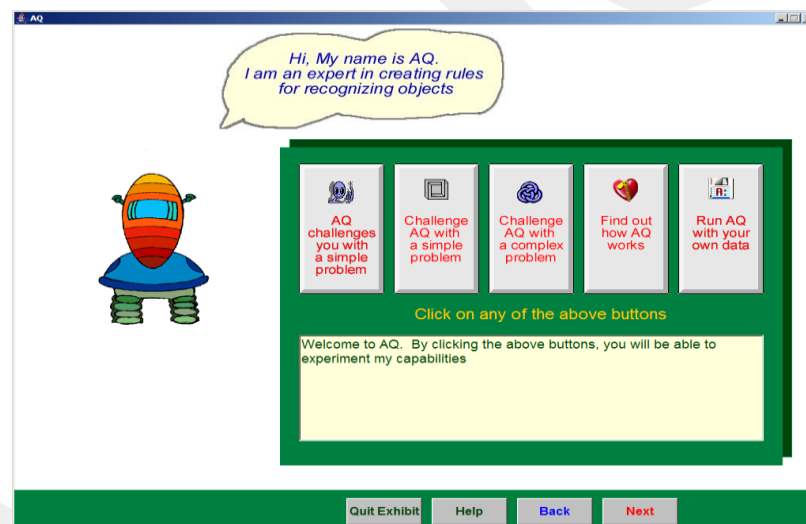 AQ
Hi, My name is AQ.
I am an expert in creating rules
for recognizing objects
AQ
challenges
you with
a simple
problem
Challenge
AQ with
a simple
problem
Challenge
AQ with
a complex
problem
Find out
how AQ
works
A:
Run AQ
with your
own data
Click on any of the above buttons
Welcome to AQ. By clicking the above buttons, you will be able to
experiment my capabilities
Quit Exhibit
Help
Back
Next